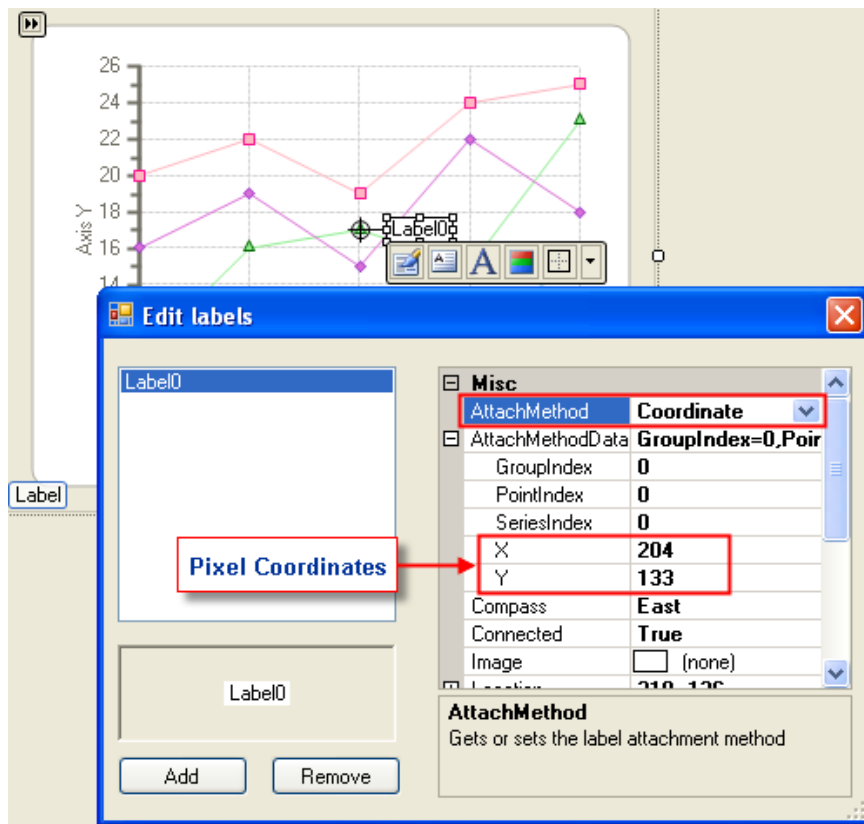 26
24
22
20
18
16
14
Axis Y
Label0
A
Edit labels
Label0
Misc
AttachMethod Coordinate
AttachMethodData GroupIndex=0,Poir
GroupIndex 0
PointIndex 0
SeriesIndex 0
X 204
Y 133
Compass East
Connected True
Image (none)
Label
Pixel Coordinates
Label0
AttachMethod
Gets or sets the label attachment method
Add Remove